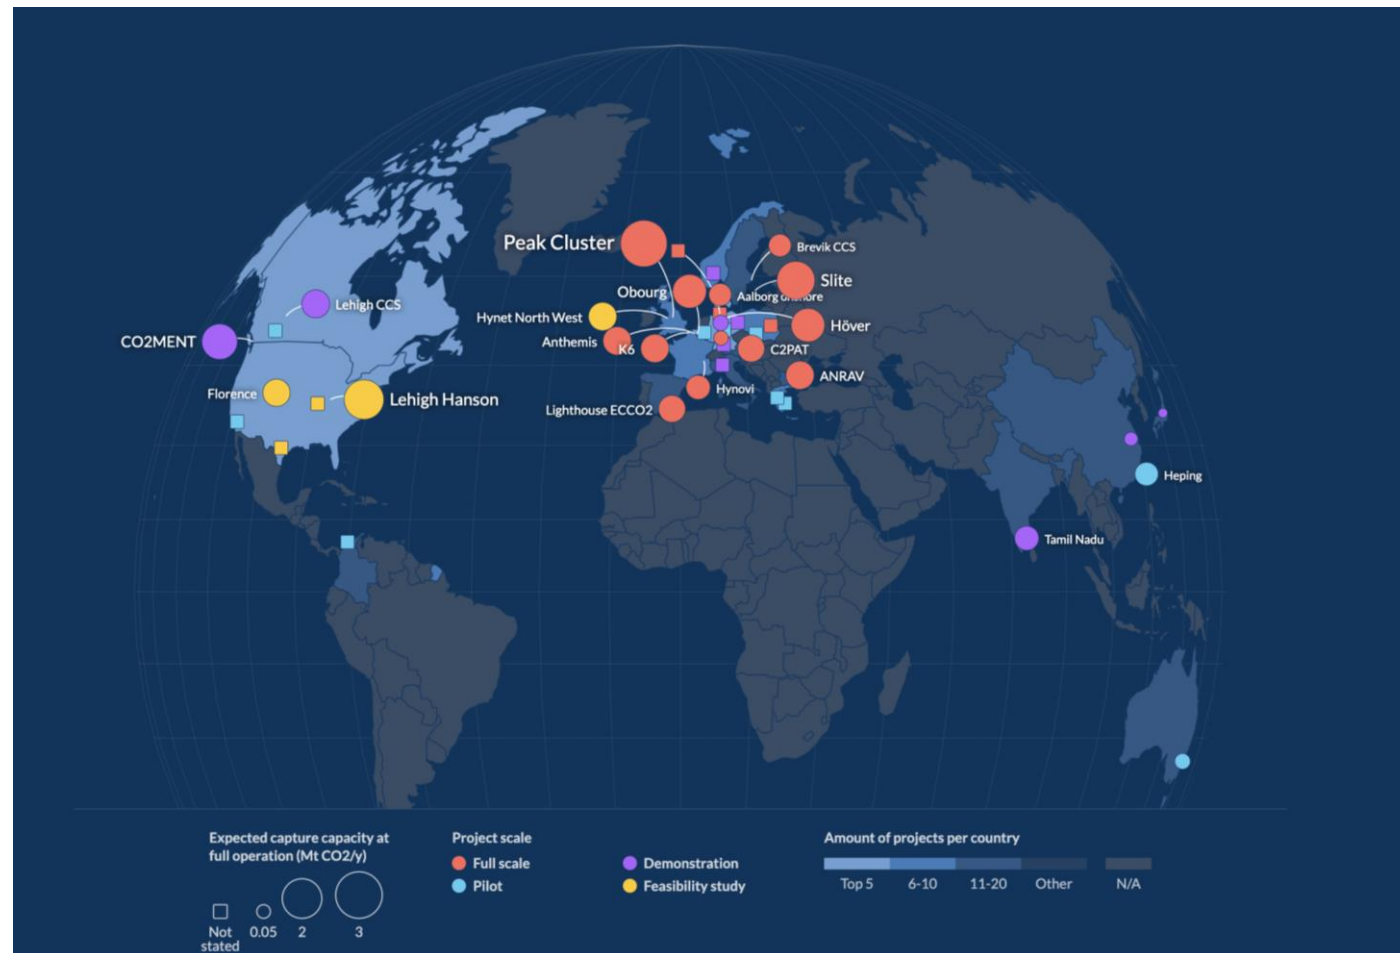 Peak Cluster
Brevik CCS
Slite
Obourg
Aalborg onshore
Lehigh CCS
Hynet North West
Höver
CO2MENT
Anthemis
K6
C2PAT
ANRAV
Florence
Hynovi
Lehigh Hanson
Lighthouse ECCO2
Heping
Tamil Nadu
Expected capture capacity at
full operation (Mt CO2/y)
Not
stated
0.05
2
3
Project scale
Full scale
Demonstration
Pilot
Feasibility study
Amount of projects per country
Top 5
6-10
11-20
Other
N/A